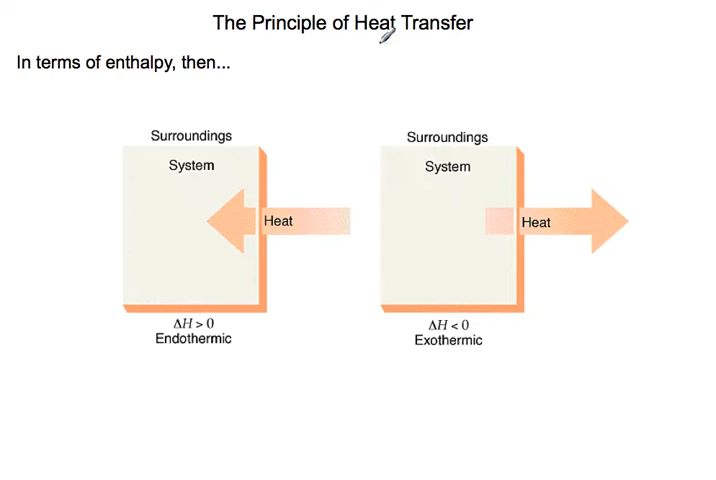 The Principle of Heat Transfer
In terms of enthalpy, then...
Surroundings
System
Heat
ΔH > 0
Endothermic
Surroundings
System
Heat
ΔH < 0
Exothermic